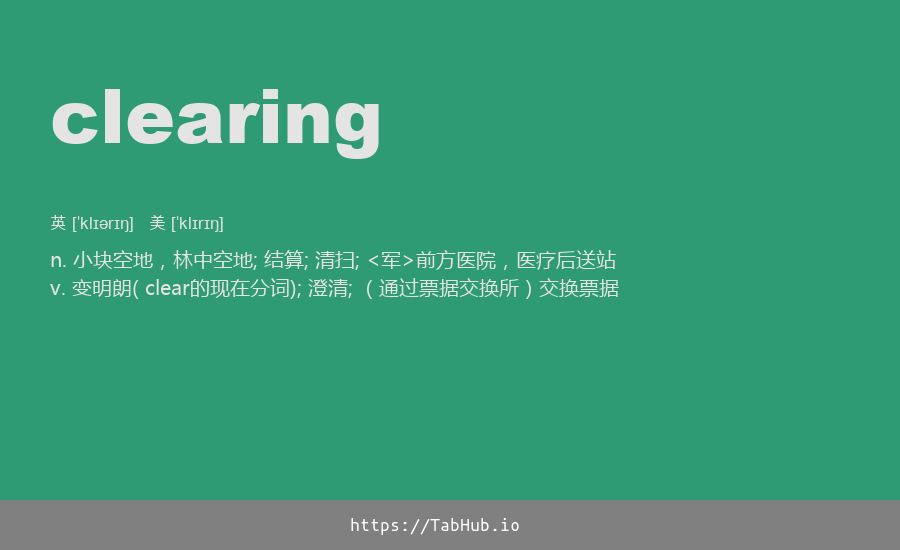 clearing
英 [ˈklɪərɪŋ] 美 [ˈklɪrɪŋ]
n. 小块空地，林中空地; 结算; 清扫; <军>前方医院，医疗后送站
v. 变明朗( clear的现在分词); 澄清; （通过票据交换所）交换票据
https://TabHub.io